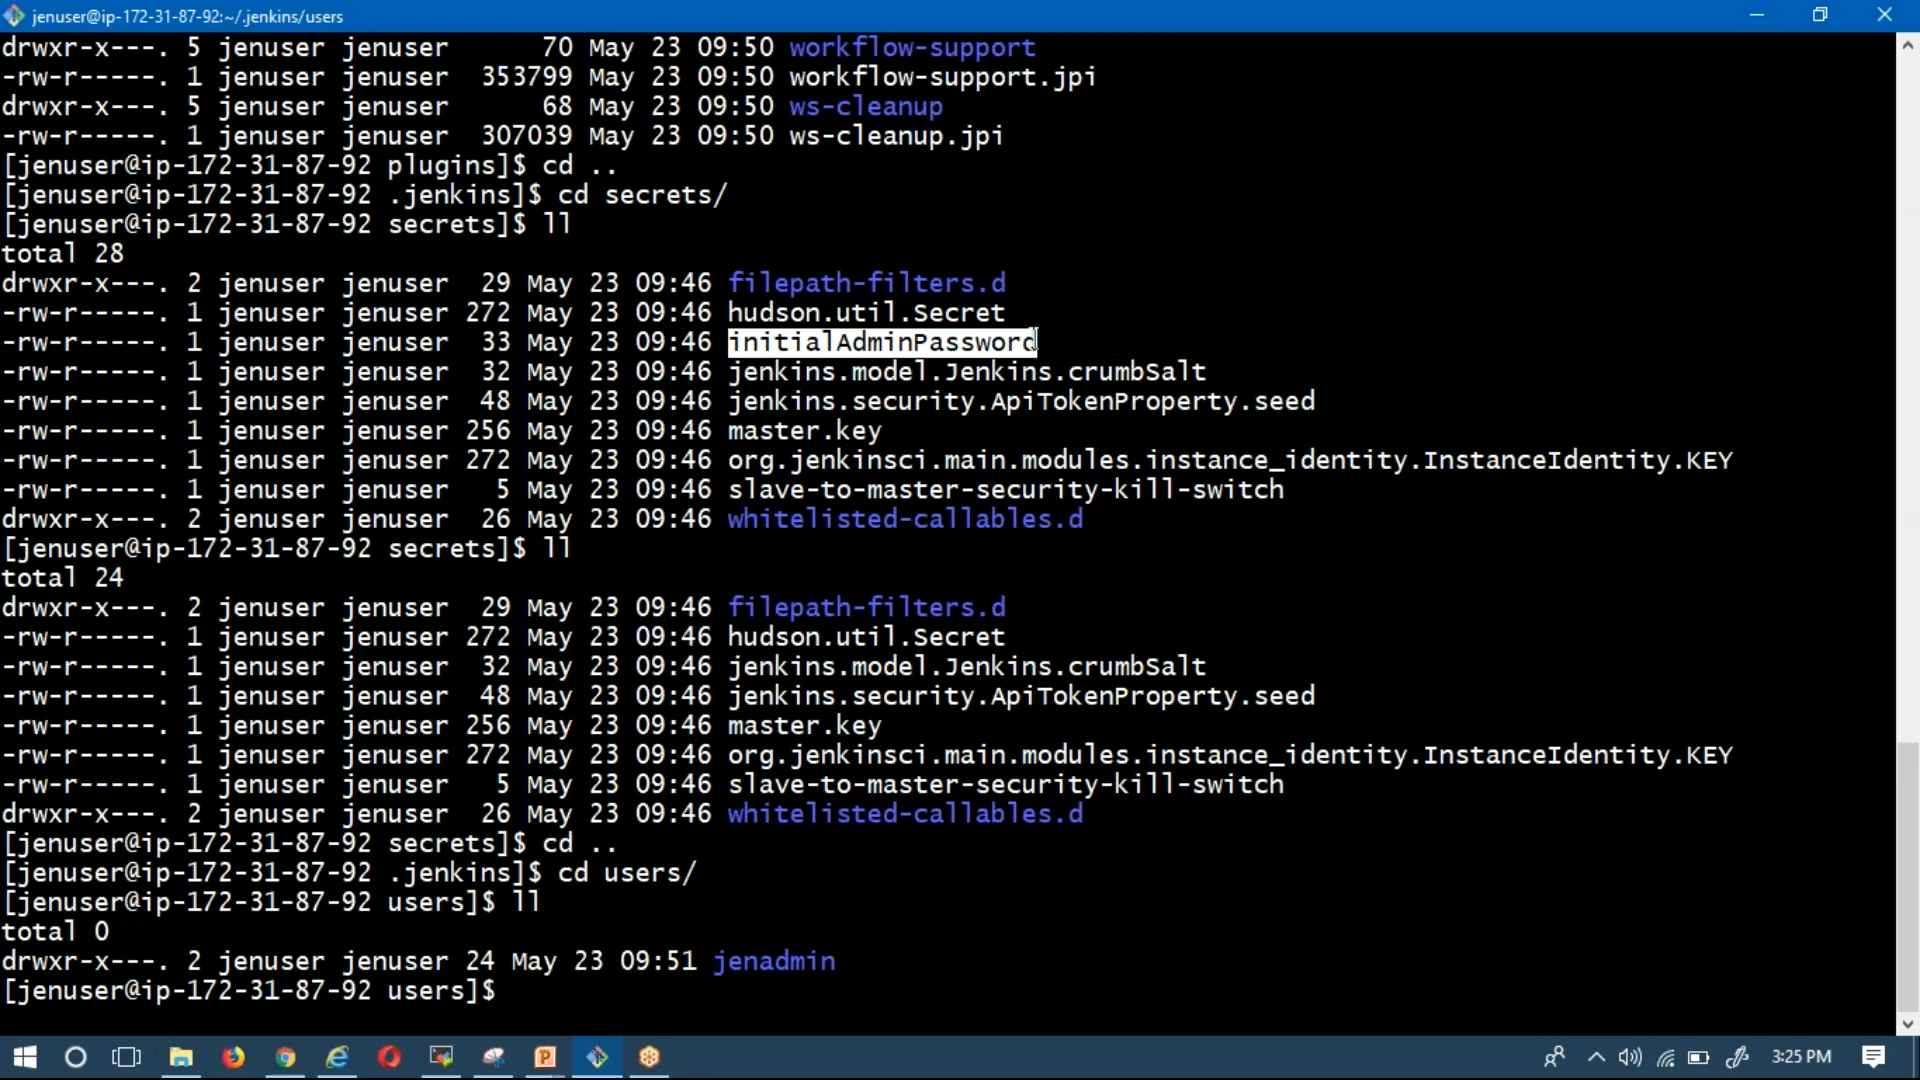 jenuser@ip-172-31-87-92:~/.jenkins/users
drwxr-x---. 5 jenuser jenuser      70 May 23 09:50 workflow-support
-rw-r-----. 1 jenuser jenuser  353799 May 23 09:50 workflow-support.jpi
drwxr-x---. 5 jenuser jenuser      68 May 23 09:50 ws-cleanup
-rw-r-----. 1 jenuser jenuser  307039 May 23 09:50 ws-cleanup.jpi
[jenuser@ip-172-31-87-92 plugins]$ cd ..
[jenuser@ip-172-31-87-92 .jenkins]$ cd secrets/
[jenuser@ip-172-31-87-92 secrets]$ ll
total 28
drwxr-x---. 2 jenuser jenuser  29 May 23 09:46 filepath-filters.d
-rw-r-----. 1 jenuser jenuser 272 May 23 09:46 hudson.util.Secret
-rw-r-----. 1 jenuser jenuser  33 May 23 09:46 initialAdminPassword
-rw-r-----. 1 jenuser jenuser  32 May 23 09:46 jenkins.model.Jenkins.crumbSalt
-rw-r-----. 1 jenuser jenuser  48 May 23 09:46 jenkins.security.ApiTokenProperty.seed
-rw-r-----. 1 jenuser jenuser 256 May 23 09:46 master.key
-rw-r-----. 1 jenuser jenuser 272 May 23 09:46 org.jenkinsci.main.modules.instance_identity.InstanceIdentity.KEY
-rw-r-----. 1 jenuser jenuser   5 May 23 09:46 slave-to-master-security-kill-switch
drwxr-x---. 2 jenuser jenuser  26 May 23 09:46 whitelisted-callables.d
[jenuser@ip-172-31-87-92 secrets]$ ll
total 24
drwxr-x---. 2 jenuser jenuser  29 May 23 09:46 filepath-filters.d
-rw-r-----. 1 jenuser jenuser 272 May 23 09:46 hudson.util.Secret
-rw-r-----. 1 jenuser jenuser  32 May 23 09:46 jenkins.model.Jenkins.crumbSalt
-rw-r-----. 1 jenuser jenuser  48 May 23 09:46 jenkins.security.ApiTokenProperty.seed
-rw-r-----. 1 jenuser jenuser 256 May 23 09:46 master.key
-rw-r-----. 1 jenuser jenuser 272 May 23 09:46 org.jenkinsci.main.modules.instance_identity.InstanceIdentity.KEY
-rw-r-----. 1 jenuser jenuser   5 May 23 09:46 slave-to-master-security-kill-switch
drwxr-x---. 2 jenuser jenuser  26 May 23 09:46 whitelisted-callables.d
[jenuser@ip-172-31-87-92 secrets]$ cd ..
[jenuser@ip-172-31-87-92 .jenkins]$ cd users/
[jenuser@ip-172-31-87-92 users]$ ll
total 0
drwxr-x---. 2 jenuser jenuser 24 May 23 09:51 jenadmin
[jenuser@ip-172-31-87-92 users]$
3:25 PM